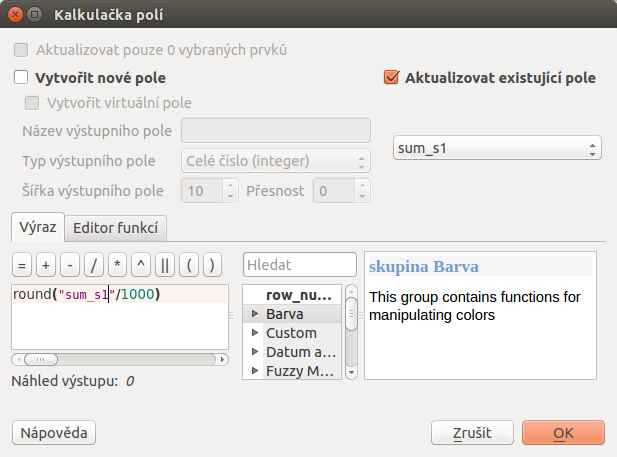 Kalkulačka polí
Aktualizovat pouze 0 vybraných prvků
Vytvořit nové pole
Aktualizovat existující pole
Vytvořit virtuální pole
Název výstupního pole
sum_s1
Typ výstupního pole Celé číslo (integer)
Šířka výstupního pole 10 Přesnost 0
Výraz Editor funkcí
= + - / * ^ || ( )
Hledat
skupina Barva
round("sum_s1"/1000)
row_nu...
Barva
Custom
Datum a...
Fuzzy M...
This group contains functions for
manipulating colors
Náhled výstupu: 0
Nápověda Zrušit OK